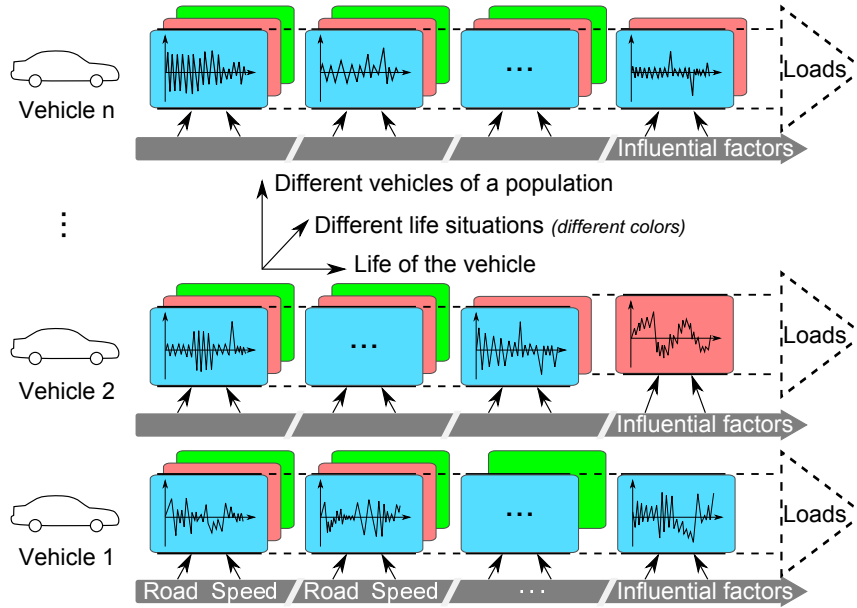 ...
Loads
Vehicle n
Influential factors
Different vehicles of a population
Different life situations (different colors)
Life of the vehicle
...
...
Loads
Vehicle 2
Influential factors
...
Loads
Vehicle 1
Road Speed Road Speed ... Influential factors